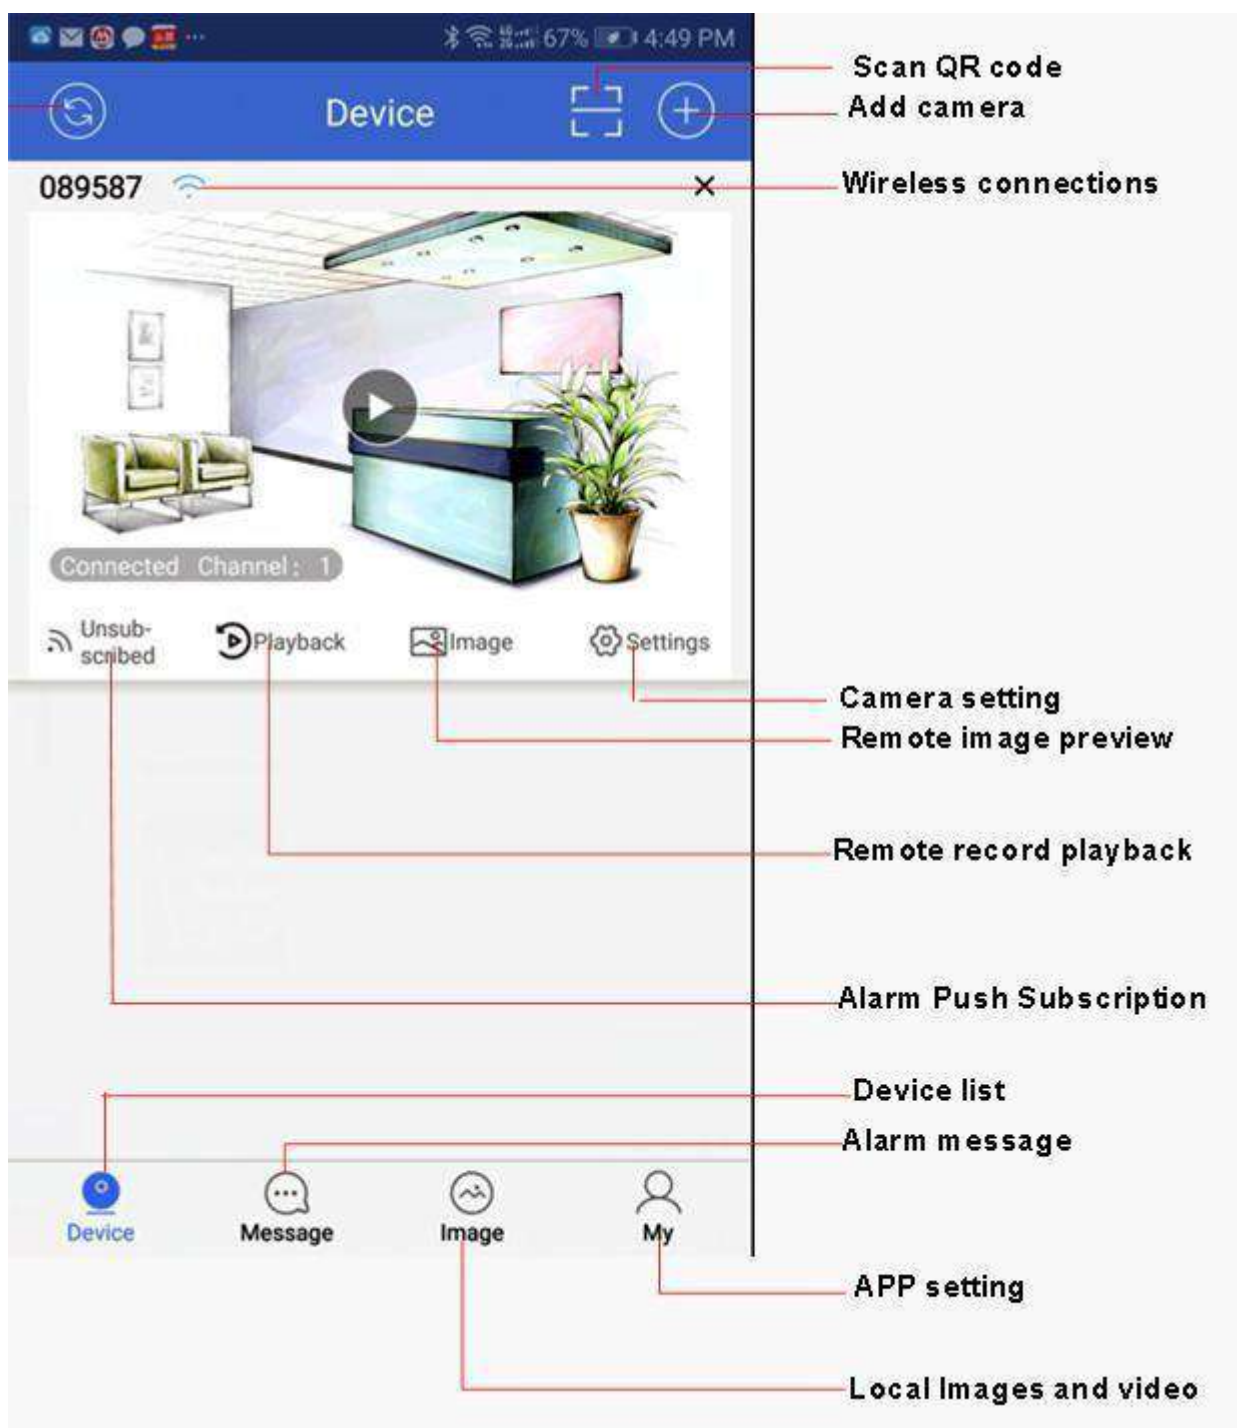 67% 4:49 PM
Scan QR code
Device
Add camera
089587
Wireless connections
Connected Channel: 1
Unsub-
scribed
Playback
Image
Settings
Camera setting
Remote image preview
Remote record playback
Alarm Push Subscription
Device list
Alarm message
Device
Message
Image
My
APP setting
Local Images and video